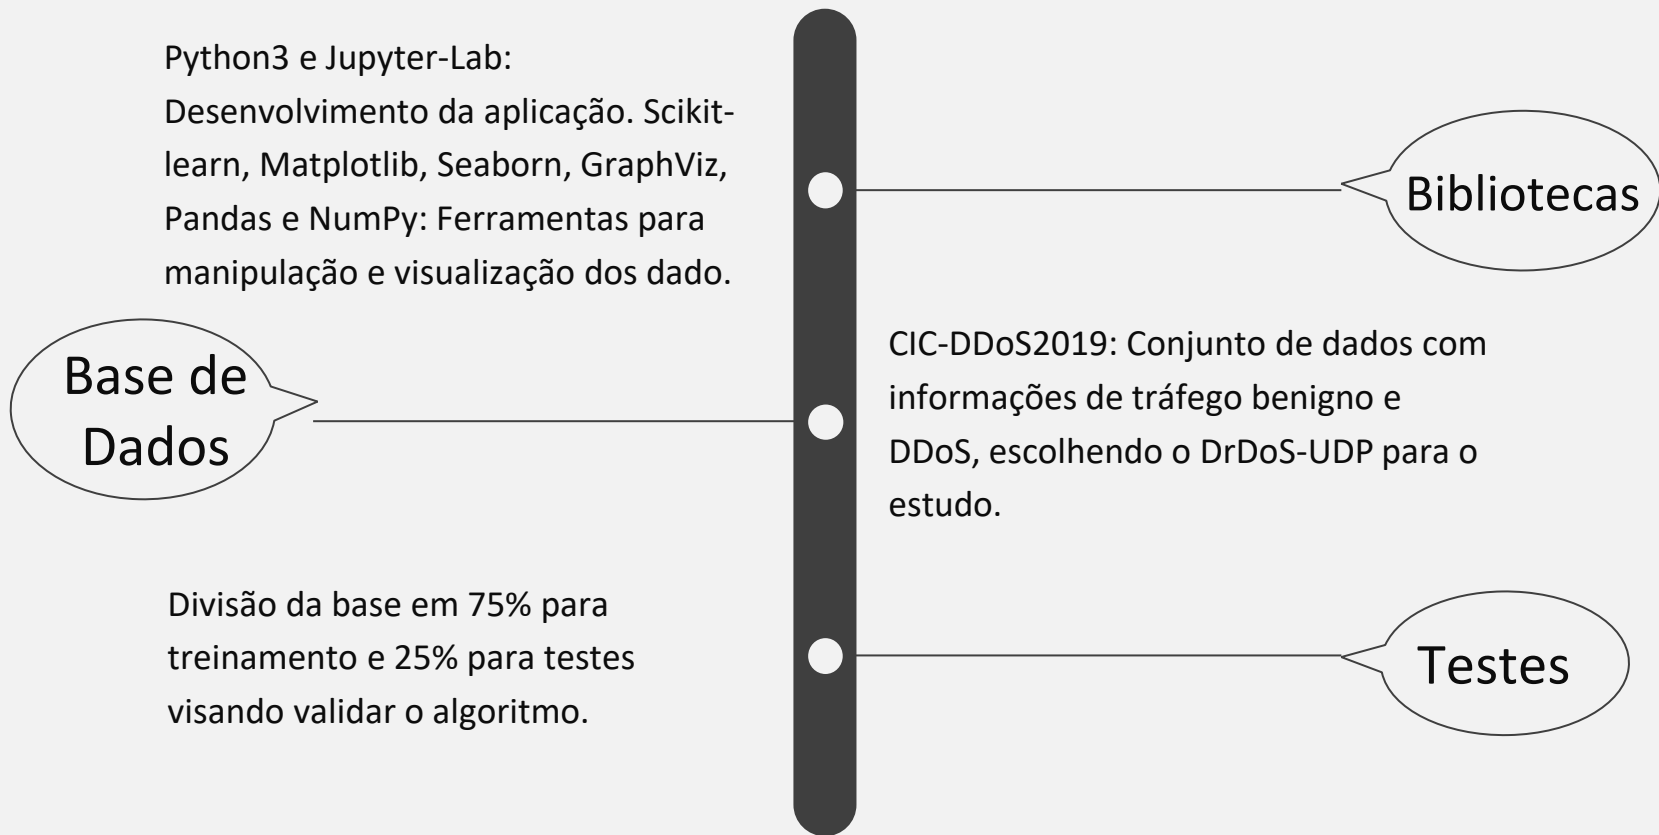 Python3 e Jupyter-Lab:
Desenvolvimento da aplicação. Scikit-
learn, Matplotlib, Seaborn, GraphViz,
Pandas e NumPy: Ferramentas para
manipulação e visualização dos dado.
Bibliotecas
Base de
Dados
CIC-DDoS2019: Conjunto de dados com
informações de tráfego benigno e
DDoS, escolhendo o DrDoS-UDP para o
estudo.
Divisão da base em 75% para
treinamento e 25% para testes
visando validar o algoritmo.
Testes